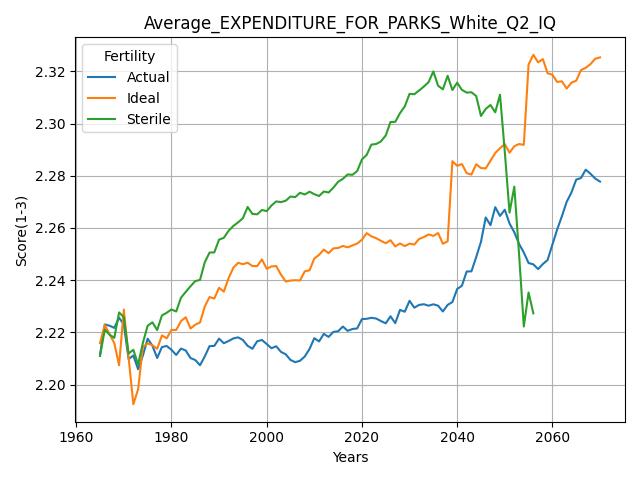 Average_EXPENDITURE_FOR_PARKS_White_Q2_IQ
Fertility
Actual
Ideal
Sterile
Score(1-3)
2.32
2.30
2.28
2.26
2.24
2.22
2.20
1960
1980
2000
2020
2040
2060
Years